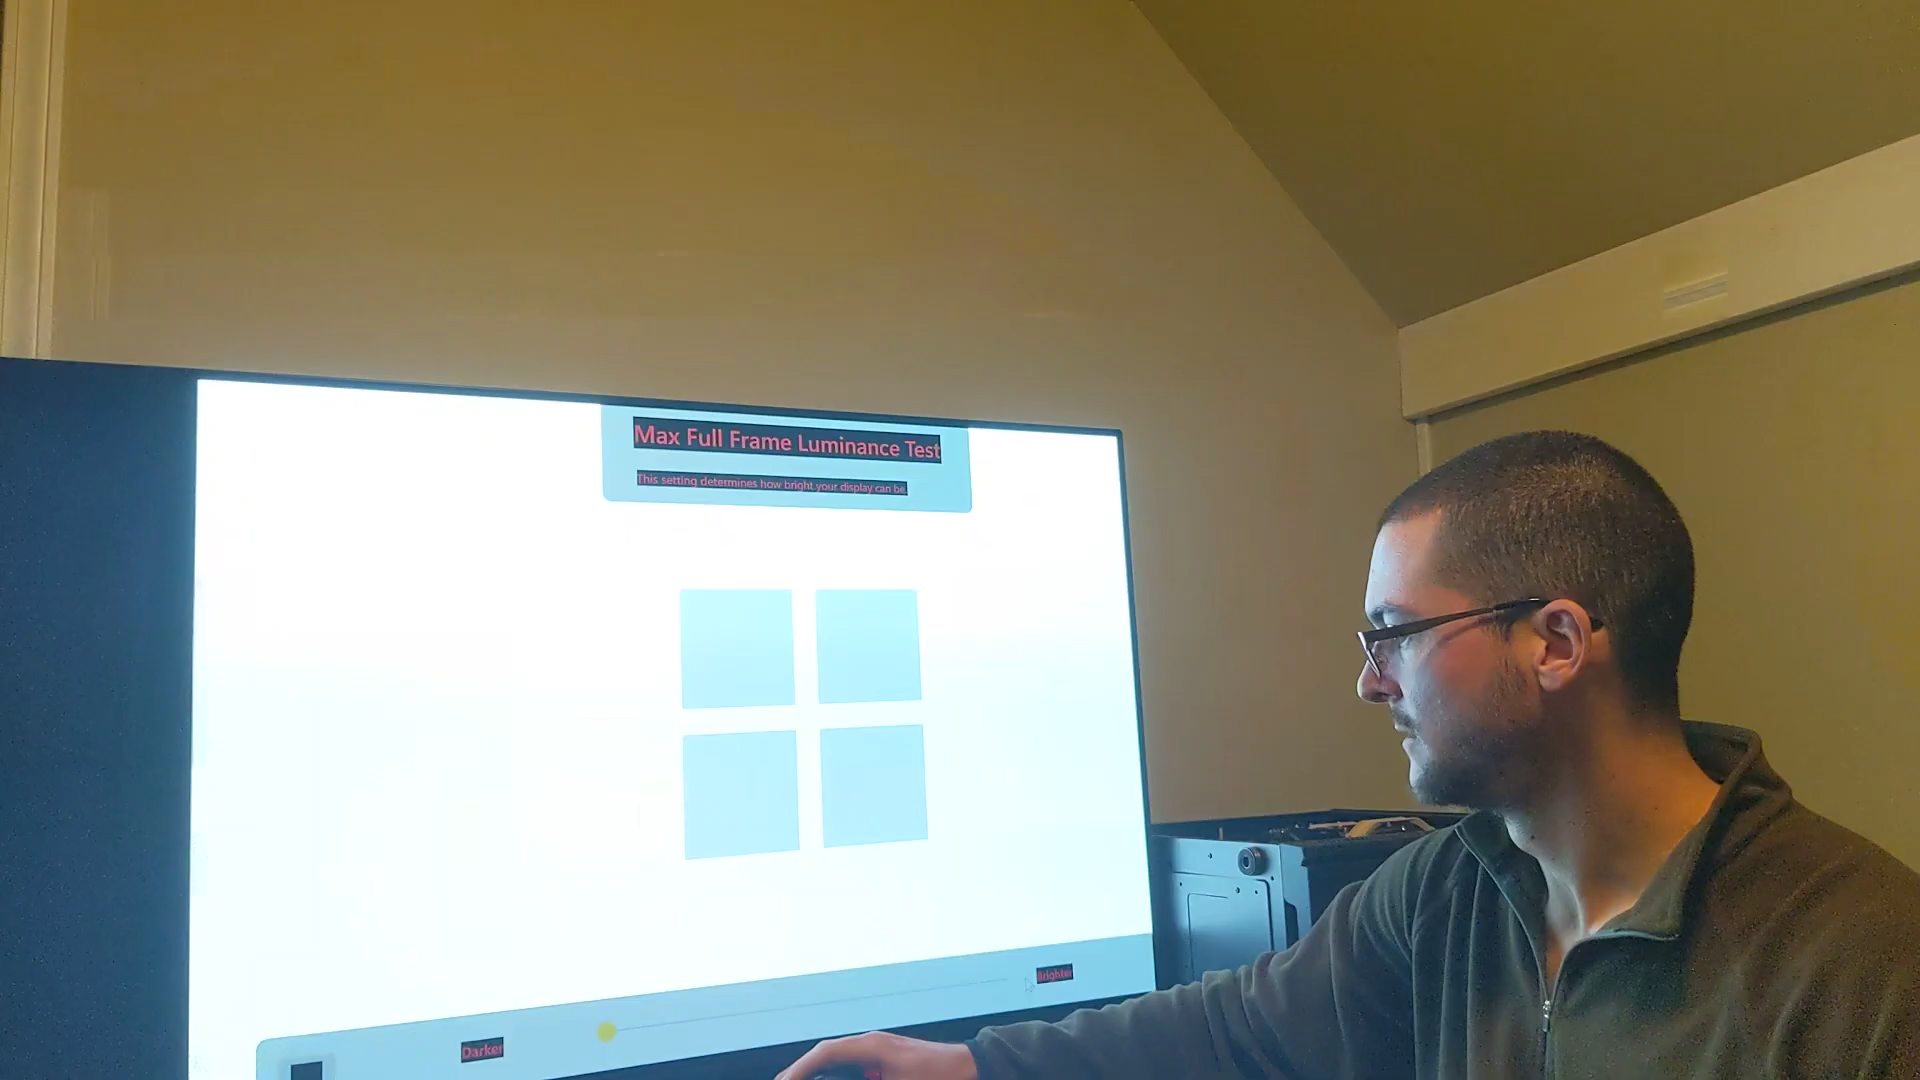 Max Full Frame Luminance Test
This setting determines how bright your display can be.
Brighter
Darker